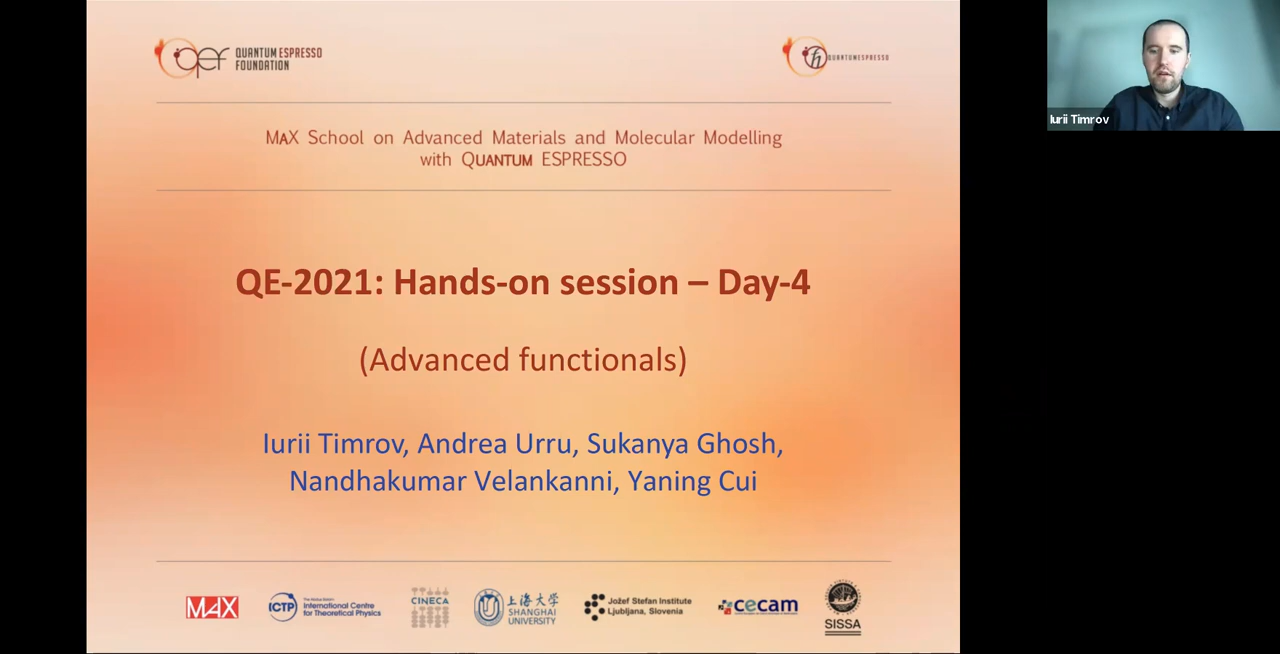 QUANTUM ESPRESSO
FOUNDATION
QUANTUMESPRESSO
MAX School on Advanced Materials and Molecular Modelling
with QUANTUM ESPRESSO
QE-2021: Hands-on session – Day-4
(Advanced functionals)
Iurii Timrov, Andrea Urru, Sukanya Ghosh,
Nandhakumar Velankanni, Yaning Cui
MAX
ICTP
International Centre
for Theoretical Physics
CINECA
上海大学
SHANGHAI
UNIVERSITY
Jožef Stefan Institute
Ljubljana, Slovenia
cecam
SISSA
Iurii Timrov